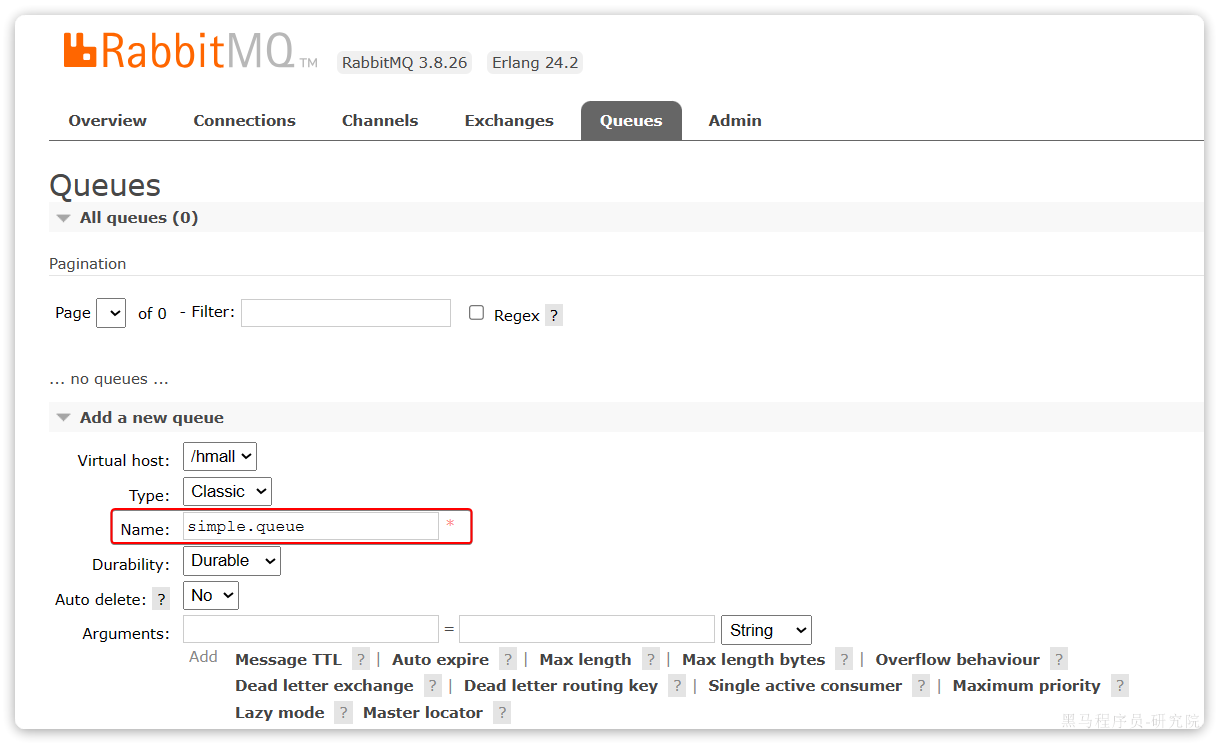 RabbitMQ TM RabbitMQ 3.8.26 Erlang 24.2
Overview Connections Channels Exchanges Queues Admin
Queues
All queues (0)
Pagination
Page of 0 - Filter: Regex ?
... no queues ...
Add a new queue
Virtual host: /hmall
Type: Classic
Name: simple.queue *
Durability: Durable
Auto delete: ? No
Arguments: = String
Add Message TTL ? | Auto expire ? | Max length ? | Max length bytes ? | Overflow behaviour ?
Dead letter exchange ? | Dead letter routing key ? | Single active consumer ? | Maximum priority ?
Lazy mode ? Master locator ?
黑马程序员-研究院